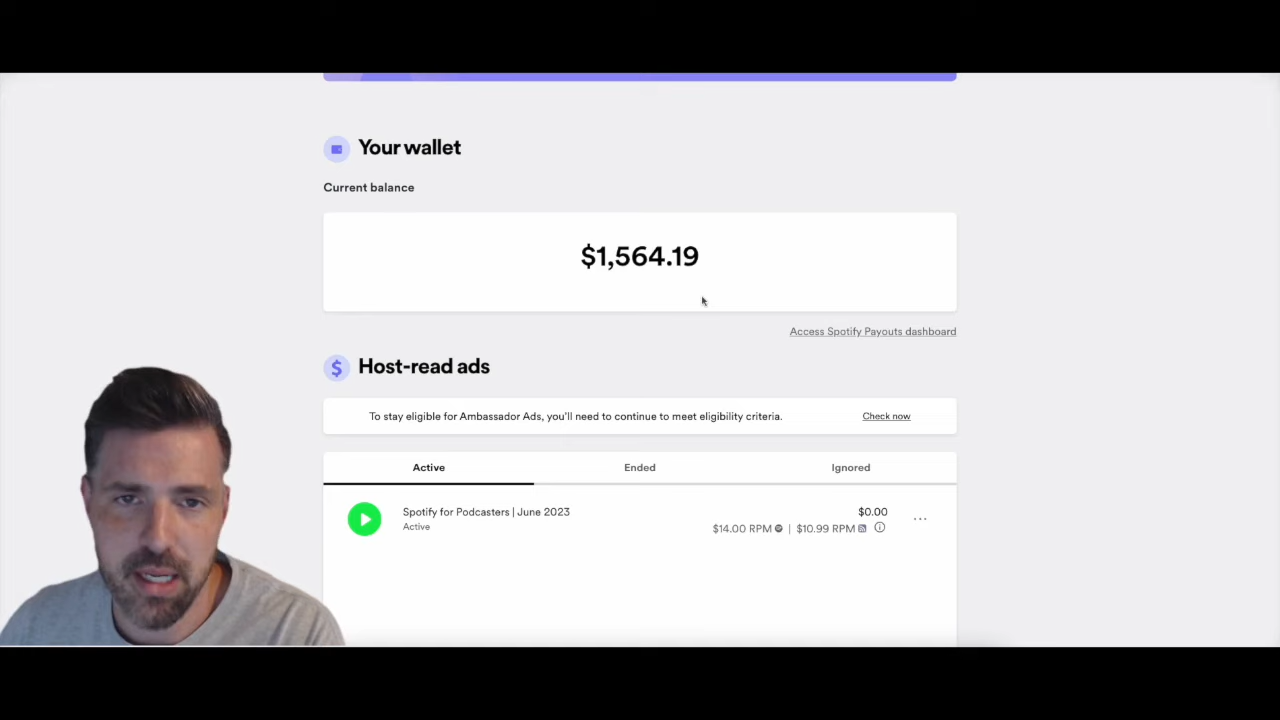 Your wallet
Current balance
$1,564.19
Access Spotify Payouts dashboard
$ Host-read ads
To stay eligible for Ambassador Ads, you'll need to continue to meet eligibility criteria. Check now
Active Ended Ignored
Spotify for Podcasters | June 2023 $0.00
Active $14.00 RPM | $10.99 RPM